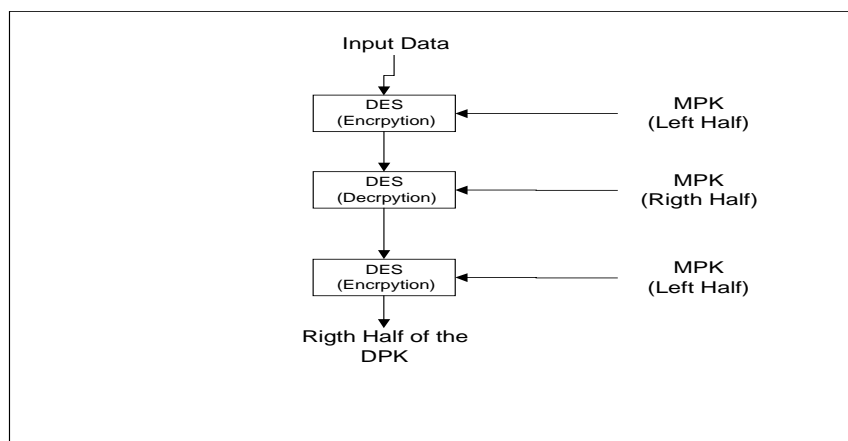 Input Data
DES
(Encrpytion)
MPK
(Left Half)
DES
(Decrpytion)
MPK
(Rigth Half)
DES
(Encrpytion)
MPK
(Left Half)
Rigth Half of the
DPK